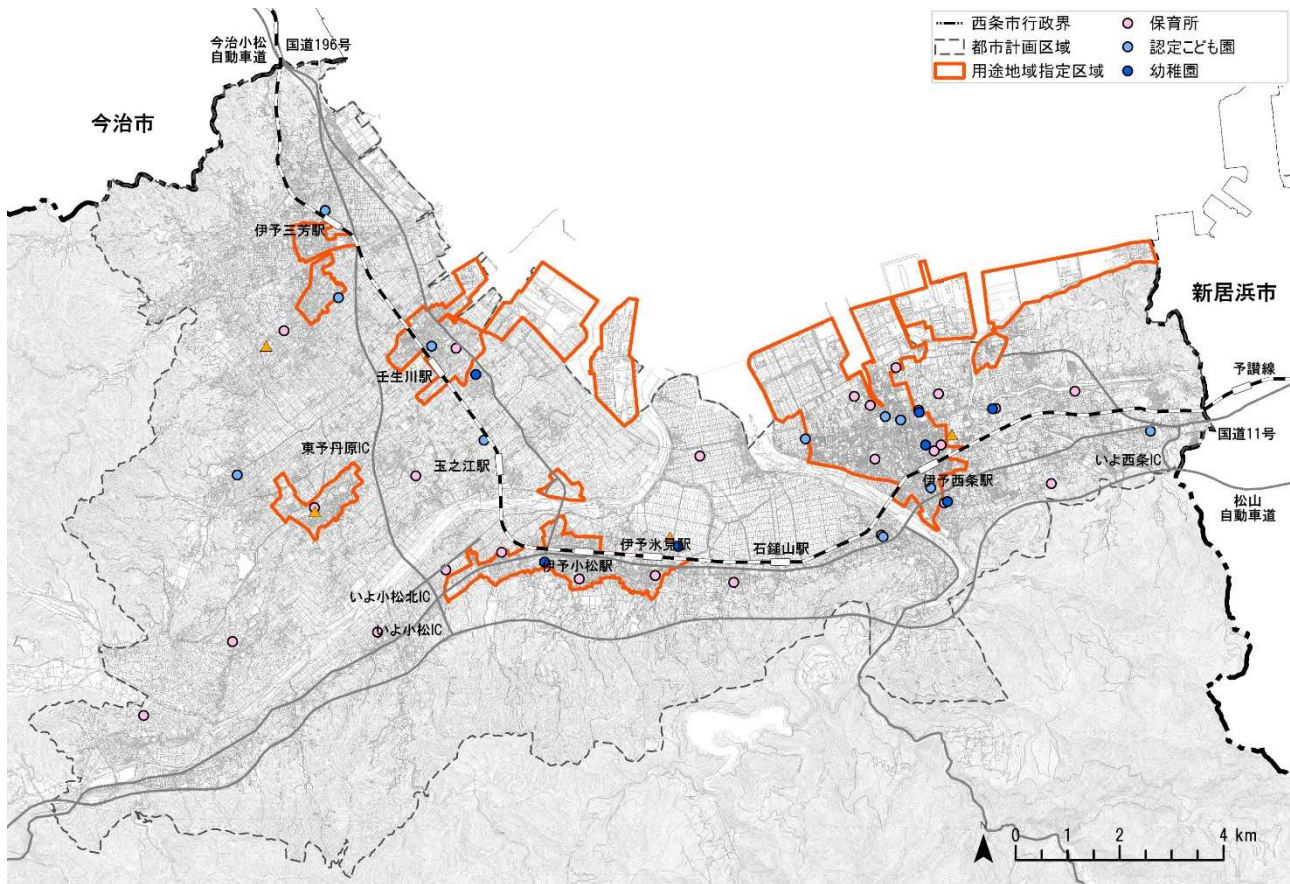 西条市行政界
都市計画区域
用途地域指定区域
保育所
認定こども園
幼稚園
今治小松
自動車道
国道196号
今治市
伊予三芳駅
新居浜市
壬生川駅
予讃線
国道11号
東予丹原IC
玉之江駅
いよ西条IC
伊予西条駅
松山
自動車道
伊予氷見駅
石鎚山駅
伊予小松駅
いよ小松北IC
いよ小松IC
N
0 1 2 4 km